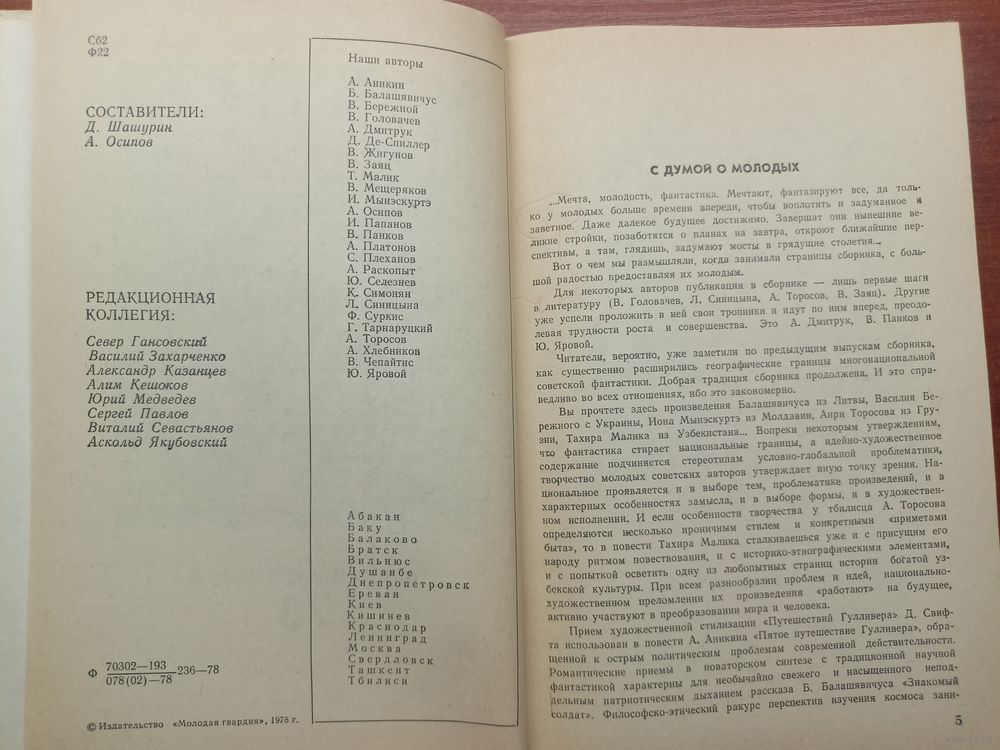 С62
Ф22
СОСТАВИТЕЛИ:
Д. Шашурин
А. Осипов
РЕДАКЦИОННАЯ
КОЛЛЕГИЯ:
Север Гансовский
Василий Захарченко
Александр Казанцев
Алим Кешоков
Юрий Медведев
Сергей Павлов
Виталий Севастьянов
Аскольд Якубовский
Ф 70302—193
078(02)—78 236—78
© Издательство «Молодая гвардия», 1978 г.
Наши авторы
А. Аникин
Б. Балашявичус
В. Бережной
В. Головачев
А. Дмитрук
Д. Де-Спиллер
В. Жигунов
В. Заяц
Т. Малик
В. Мещеряков
И. Мынэскуртэ
А. Осипов
И. Папанов
В. Панков
А. Платонов
С. Плеханов
А. Раскопыт
Ю. Селезнев
К. Симонян
Л. Синицына
Ф. Суркис
Г. Тарнаруцкий
А. Торосов
А. Хлебников
В. Чепайтис
Ю. Яровой
Абакан
Баку
Балаково
Братск
Вильнюс
Душанбе
Днепропетровск
Ереван
Киев
Кишинев
Краснодар
Ленинград
Москва
Свердловск
Ташкент
Тбилиси
С ДУМОЙ О МОЛОДЫХ
...Мечта, молодость, фантастика. Мечтают, фантазируют все, да толь-
ко у молодых больше времени впереди, чтобы воплотить и задуманное и
заветное. Даже далекое будущее достижимо. Завершат они нынешние ве-
ликие стройки, позаботятся о планах на завтра, откроют ближайшие пер-
спективы, а там, глядишь, задумают мосты в грядущие столетия...
Вот о чем мы размышляли, когда занимали страницы сборника, с боль-
шой радостью предоставляя их молодым.
Для некоторых авторов публикация в сборнике — лишь первые шаги
в литературу (В. Головачев, Л. Синицына, А. Торосов, В. Заяц). Другие
уже успели проложить в ней свои тропинки и идут по ним вперед, преодо-
левая трудности роста и совершенства. Это А. Дмитрук, В. Панков и
Ю. Яровой.
Читатели, вероятно, уже заметили по предыдущим выпускам сборника,
как существенно расширились географические границы многонациональной
советской фантастики. Добрая традиция сборника продолжена. И это спра-
ведливо во всех отношениях, ибо это закономерно.
Вы прочтете здесь произведения Балашявичуса из Литвы, Василия Бе-
режного с Украины, Иона Мынэскуртэ из Молдавии, Аири Торосова из Гру-
зии, Тахира Малика из Узбекистана... Вопреки некоторым утверждениям,
что фантастика стирает национальные границы, а идейно-художественное
содержание подчиняется стереотипам условно-глобальной проблематики,
творчество молодых советских авторов утверждает иную точку зрения. На-
циональное проявляется и в выборе тем, проблематике произведений, и в
характерных особенностях замысла, и в выборе формы, и в художествен-
ном исполнении. И если особенности творчества у тбилисца А. Торосова
определяются несколько ироничным стилем и конкретными «приметами
быта», то в повести Тахира Малика сталкиваешься уже и с присущим его
народу ритмом повествования, и с историко-этнографическими элементами,
и с попыткой осветить одну из любопытных страниц истории богатой уз-
бекской культуры. При всем разнообразии проблем и идей, национально-
художественном преломлении их произведения «работают» на будущее,
активно участвуют в преобразовании мира и человека.
Прием художественной стилизации «Путешествий Гулливера» Д. Свиф-
та использован в повести А. Аникина «Пятое путешествие Гулливера», обра-
щенной к острым политическим проблемам современной действительности.
Романтические приемы в новаторском синтезе с традиционной научной
фантастикой характерны для необычайно свежего и насыщенного непод-
дельным патриотическим дыханием рассказа Б. Балашявичуса «Знакомый
солдат». Философско-этический ракурс перспектив изучения космоса зани-
5